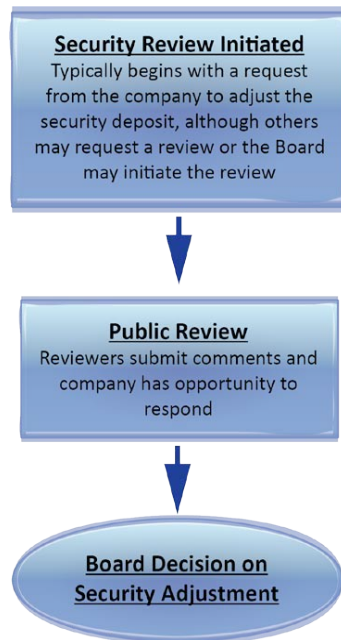 Security Review Initiated
Typically begins with a request
from the company to adjust the
security deposit, although others
may request a review or the Board
may initiate the review
Public Review
Reviewers submit comments and
company has opportunity to
respond
Board Decision on
Security Adjustment